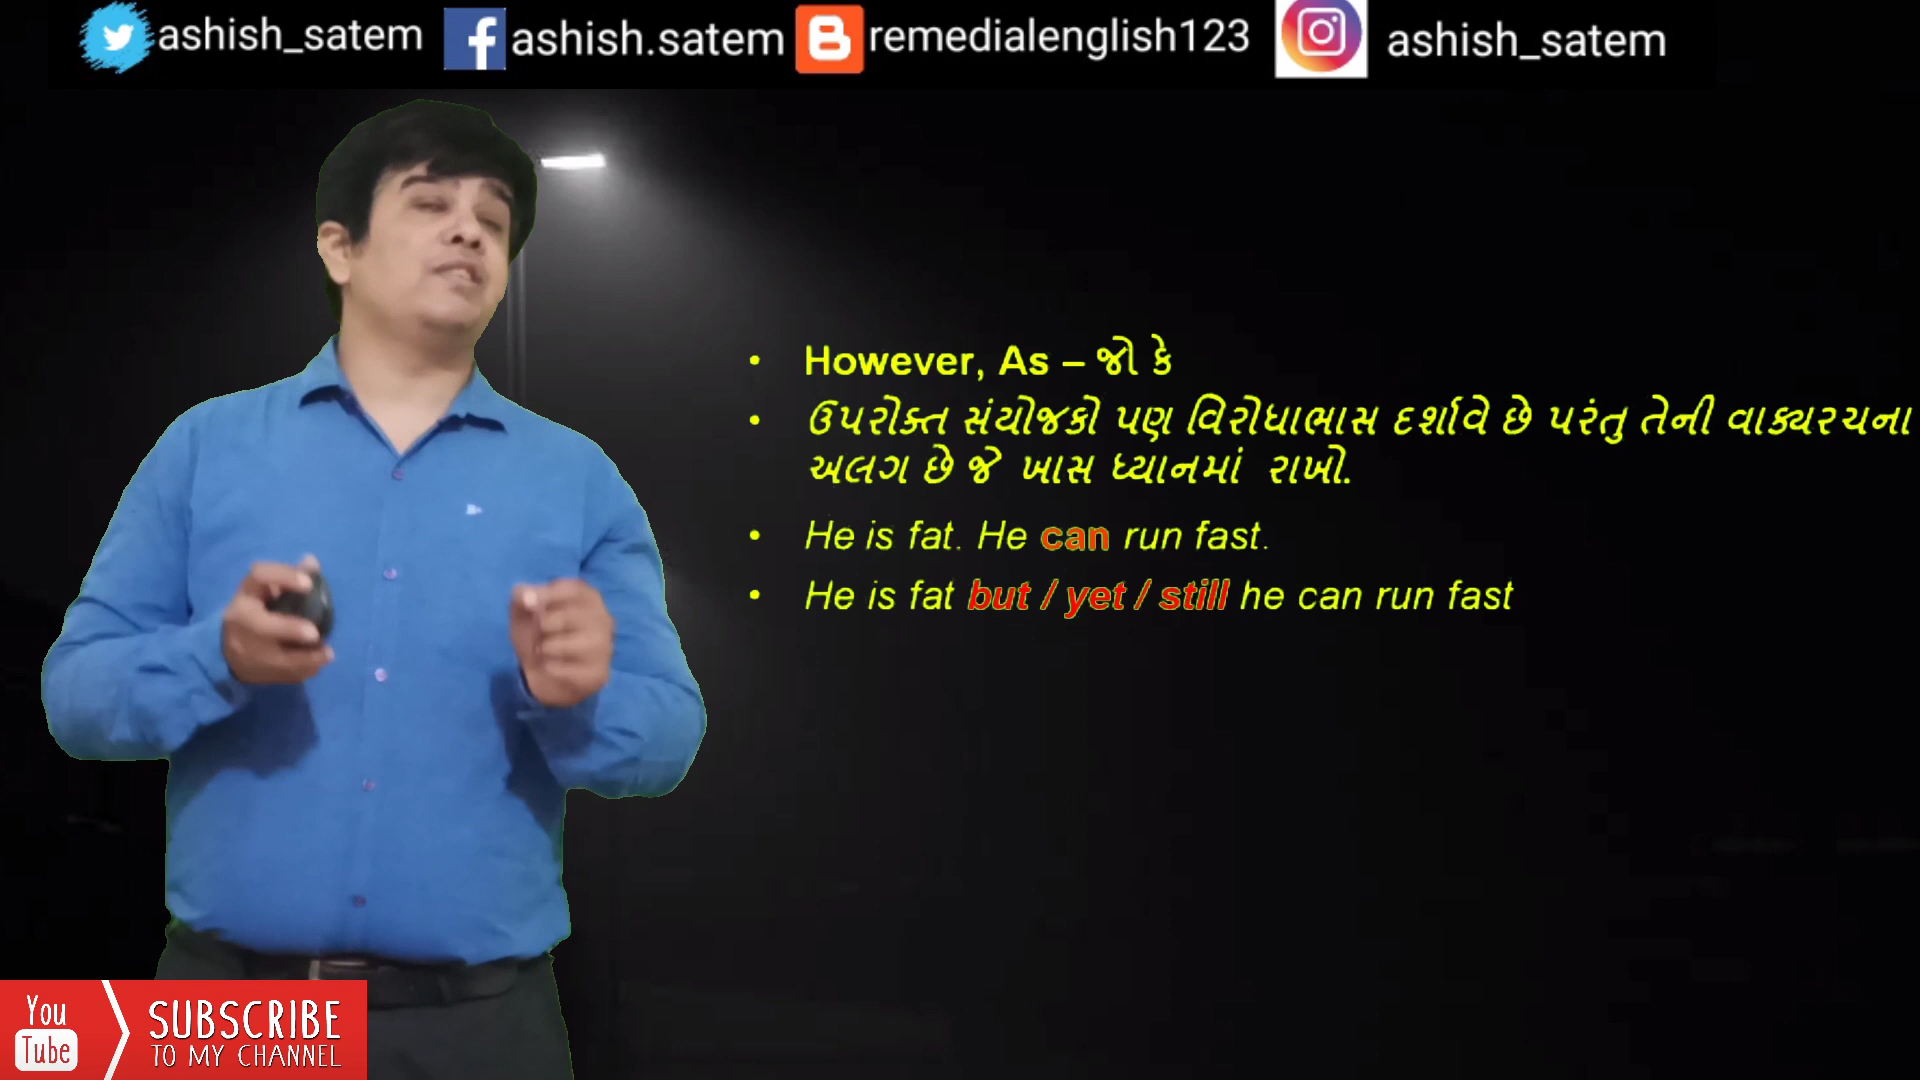 ashish_satem ashish.satem remedialenglish123 ashish_satem
• However, As – જો કે
• ઉપરોક્ત સંયોજકો પણ વિરોધાભાસ દર્શાવે છે પરંતુ તેની વાક્યરચના
અલગ છે જે ખાસ ધ્યાનમાં રાખો.
• He is fat. He can run fast.
• He is fat but / yet / still he can run fast
You
Tube
SUBSCRIBE
TO MY CHANNEL